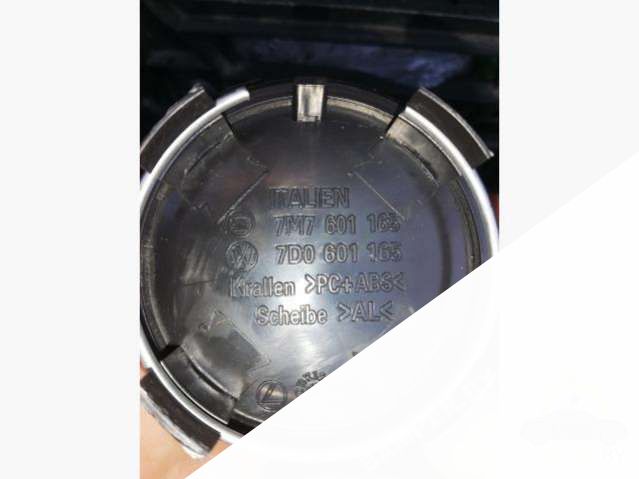 ITALIEN
7M7 601 165
7D0 601 165
Krallen >PC+ABS<
Scheibe >AL<